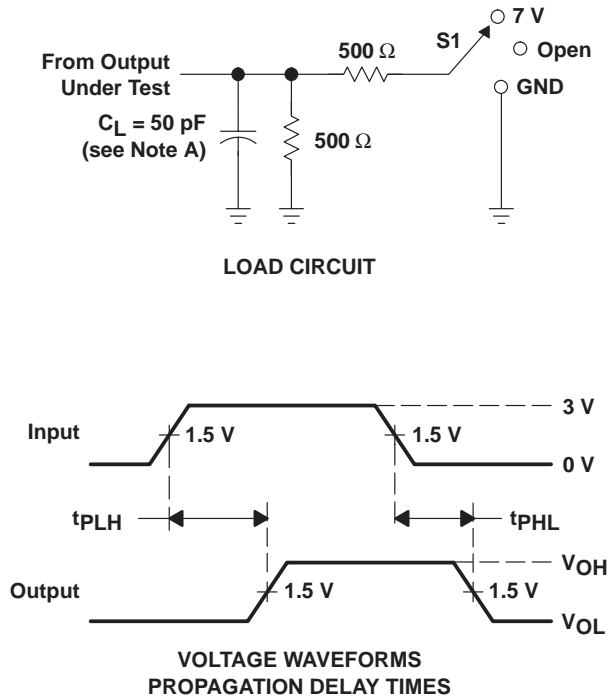 7 V
500 Ω
S1
Open
From Output
Under Test
GND
CL = 50 pF
(see Note A)
500 Ω
LOAD CIRCUIT
3 V
Input
1.5 V
1.5 V
0 V
tPLH
tPHL
VOH
Output
1.5 V
1.5 V
VOL
VOLTAGE WAVEFORMS
PROPAGATION DELAY TIMES